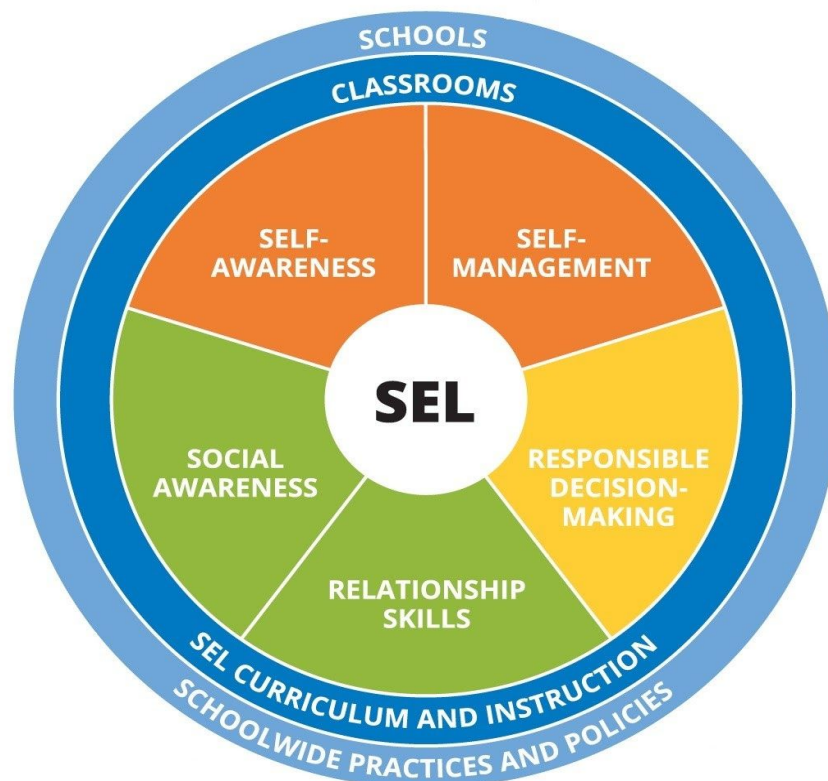 SCHOOLS
CLASSROOMS
SELF-
AWARENESS
SELF-
MANAGEMENT
SEL
SOCIAL
AWARENESS
RESPONSIBLE
DECISION-
MAKING
RELATIONSHIP
SKILLS
SEL CURRICULUM AND INSTRUCTION
SCHOOLWIDE PRACTICES AND POLICIES